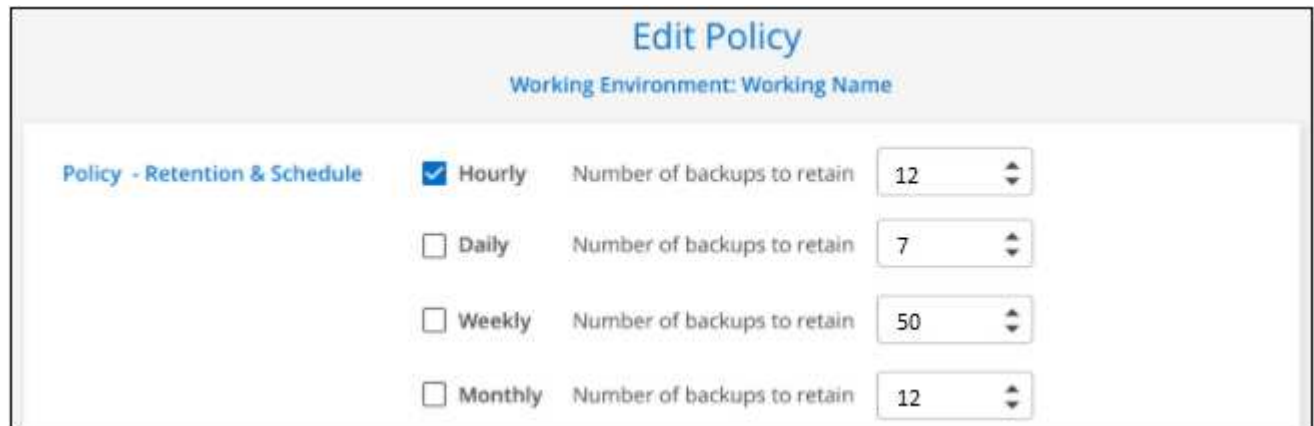 Edit Policy
Working Environment: Working Name
Policy - Retention & Schedule Hourly Number of backups to retain 12
Daily Number of backups to retain 7
Weekly Number of backups to retain 50
Monthly Number of backups to retain 12